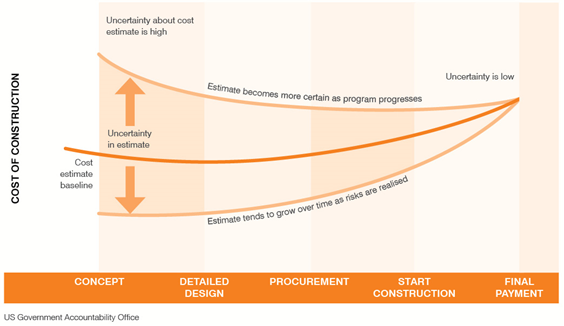 Uncertainty about cost
estimate is high
Uncertainty is low
Estimate becomes more certain as program progresses
Uncertainty
in estimate
COST OF CONSTRUCTION
Cost
estimate
baseline
Estimate tends to grow over time as risks are realised
CONCEPT
DETAILED
DESIGN
PROCUREMENT
START
CONSTRUCTION
FINAL
PAYMENT
US Government Accountability Office